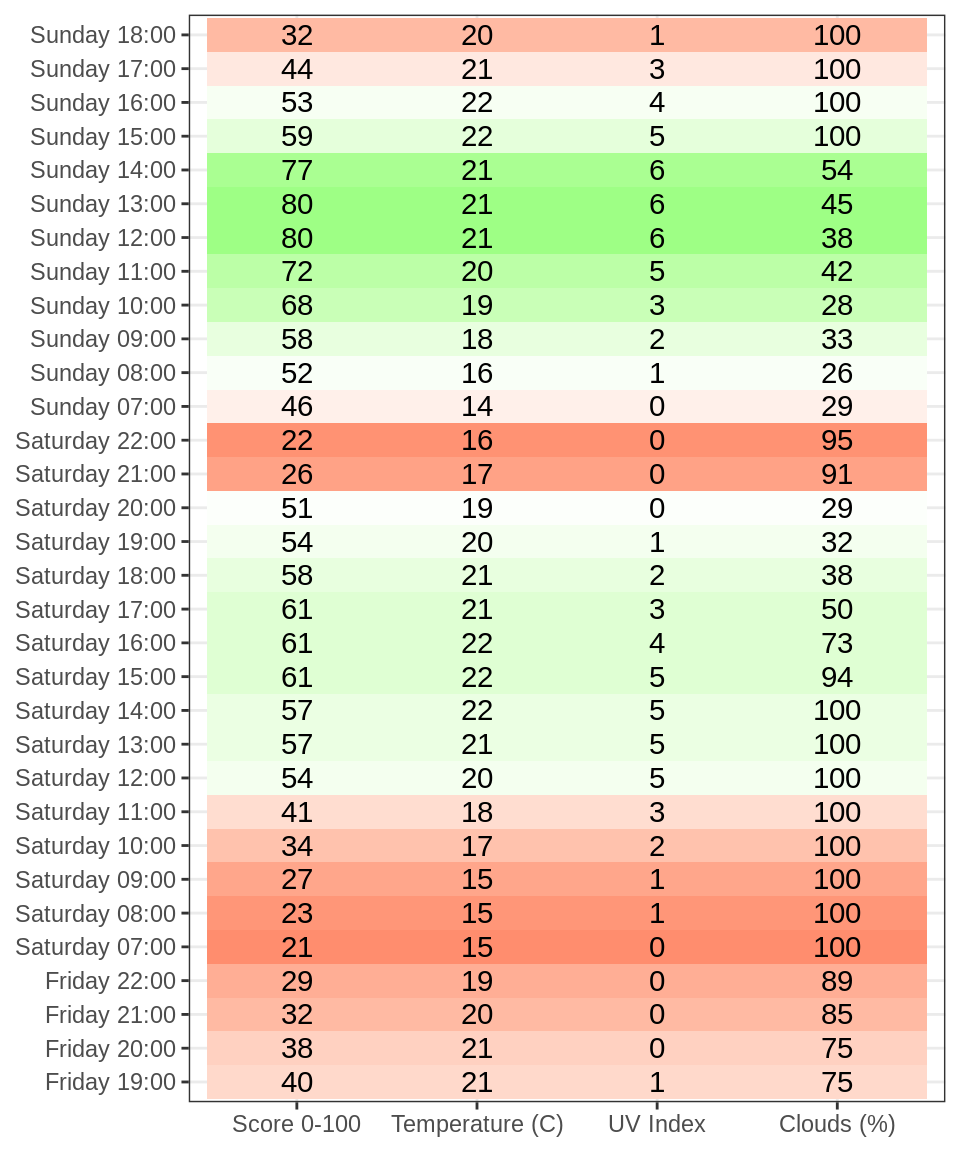 Sunday 18:00 32 20 1 100
Sunday 17:00 44 21 3 100
Sunday 16:00 53 22 4 100
Sunday 15:00 59 22 5 100
Sunday 14:00 77 21 6 54
Sunday 13:00 80 21 6 45
Sunday 12:00 80 21 6 38
Sunday 11:00 72 20 5 42
Sunday 10:00 68 19 3 28
Sunday 09:00 58 18 2 33
Sunday 08:00 52 16 1 26
Sunday 07:00 46 14 0 29
Saturday 22:00 22 16 0 95
Saturday 21:00 26 17 0 91
Saturday 20:00 51 19 0 29
Saturday 19:00 54 20 1 32
Saturday 18:00 58 21 2 38
Saturday 17:00 61 21 3 50
Saturday 16:00 61 22 4 73
Saturday 15:00 61 22 5 94
Saturday 14:00 57 22 5 100
Saturday 13:00 57 21 5 100
Saturday 12:00 54 20 5 100
Saturday 11:00 41 18 3 100
Saturday 10:00 34 17 2 100
Saturday 09:00 27 15 1 100
Saturday 08:00 23 15 1 100
Saturday 07:00 21 15 0 100
Friday 22:00 29 19 0 89
Friday 21:00 32 20 0 85
Friday 20:00 38 21 0 75
Friday 19:00 40 21 1 75
Score 0-100 Temperature (C) UV Index Clouds (%)